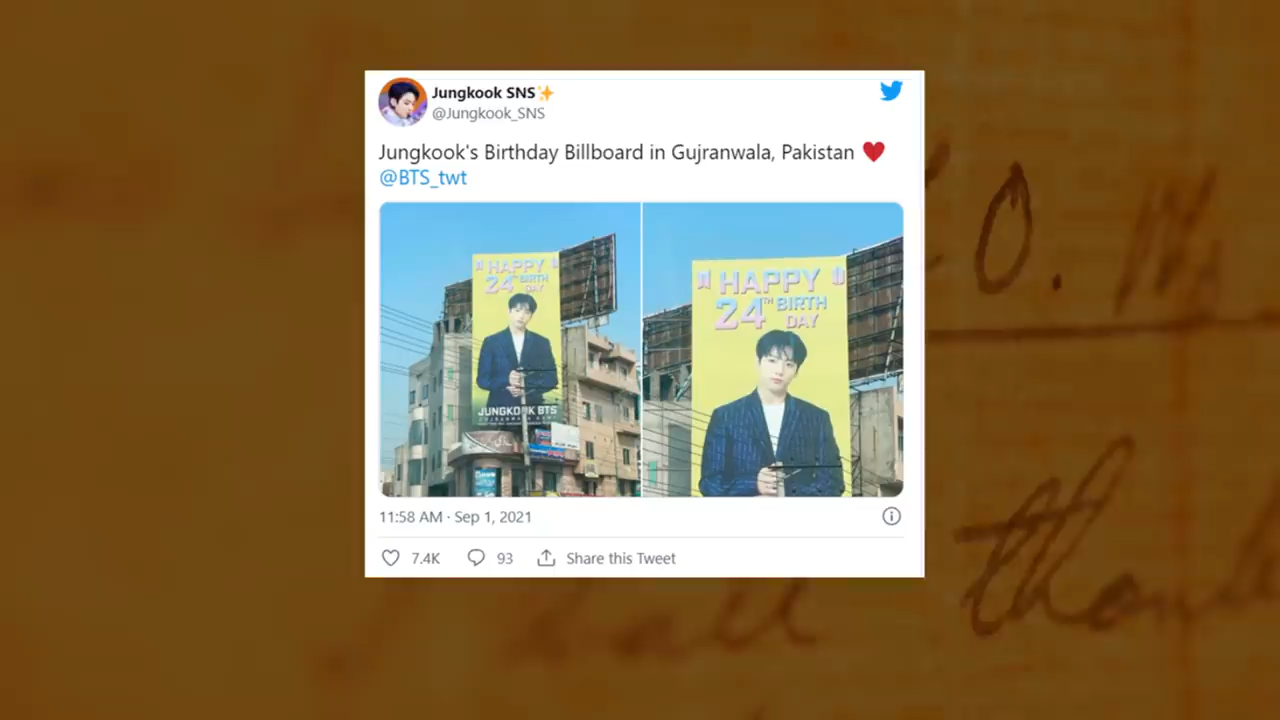 Jungkook SNS✨
@Jungkook_SNS
Jungkook's Birthday Billboard in Gujranwala, Pakistan ❤️
@BTS_twt
HAPPY
24TH BIRTH
DAY
JUNGKOOK BTS
HAPPY
24TH BIRTH
DAY
11:58 AM · Sep 1, 2021
7.4K
93
Share this Tweet
O.